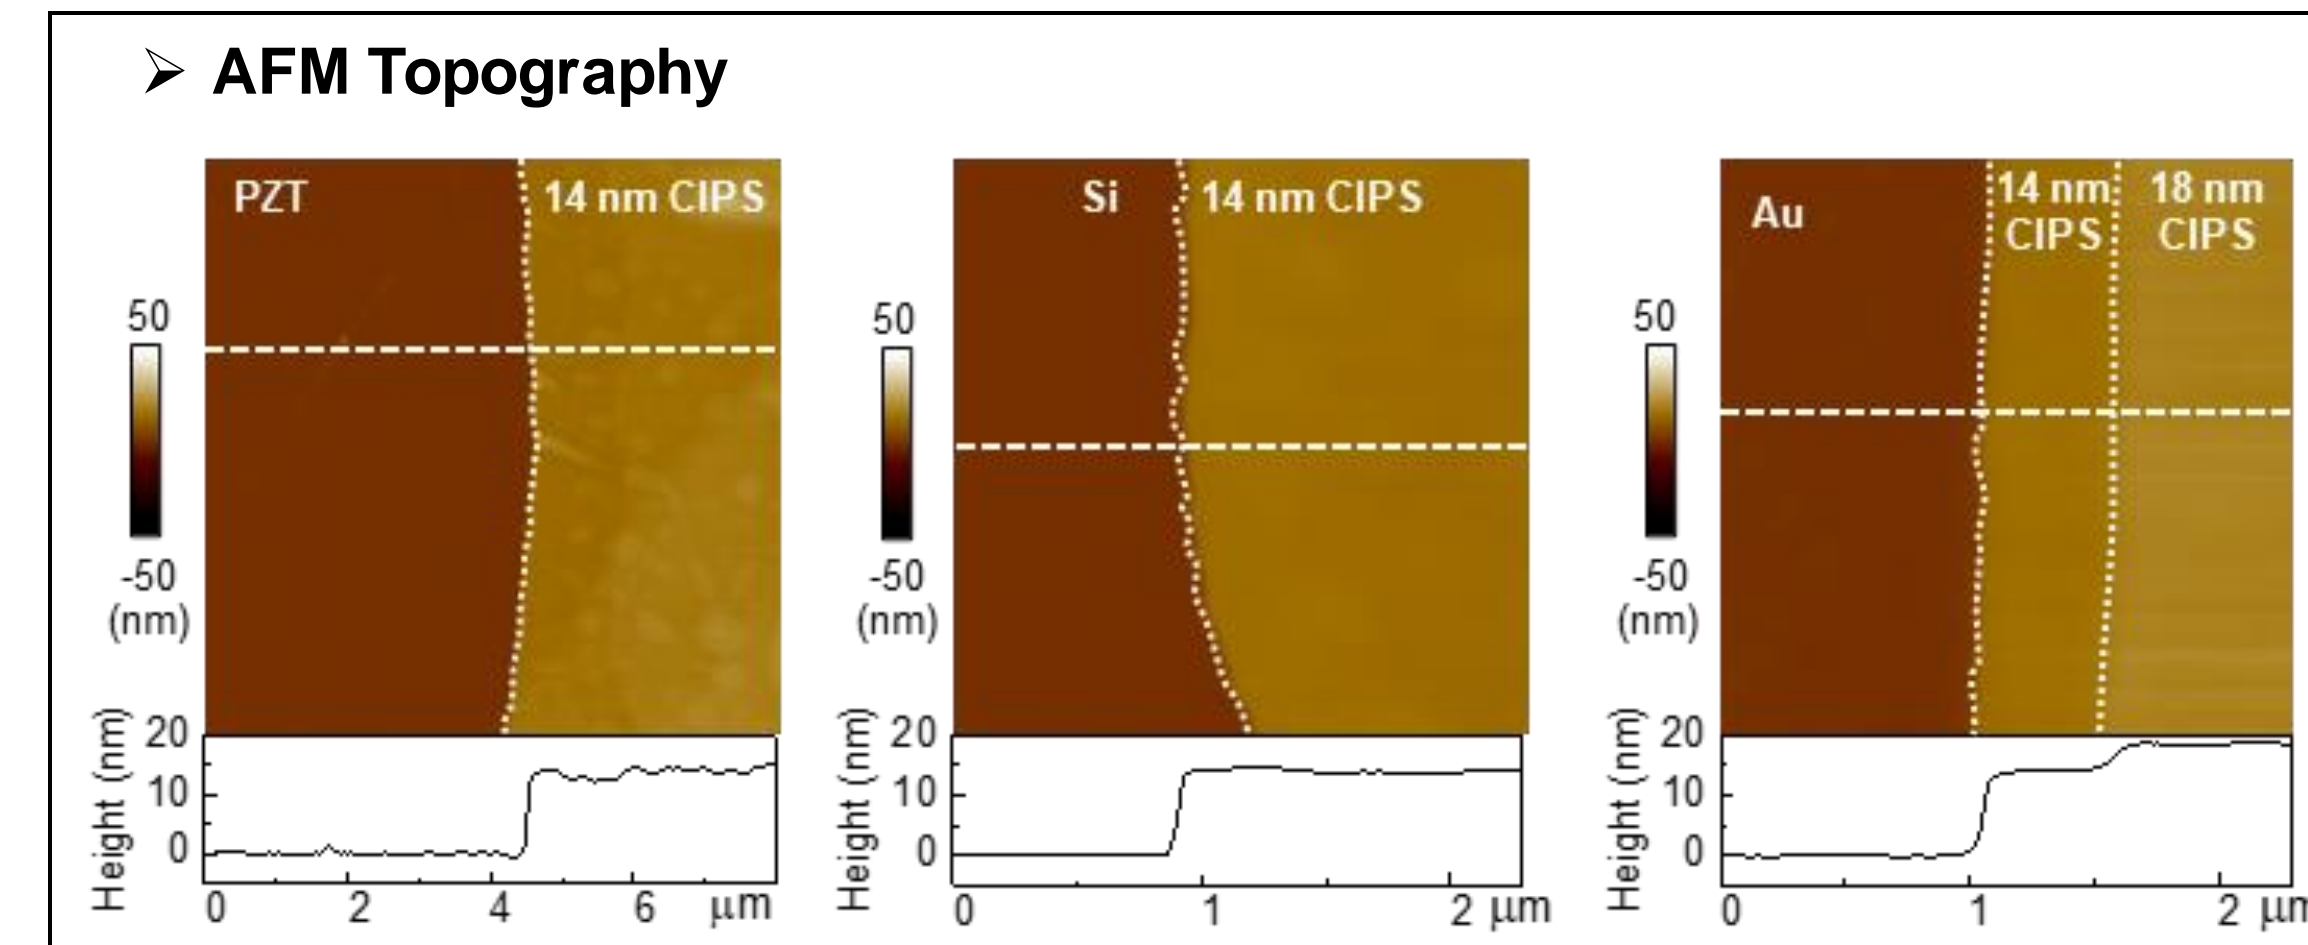 ➢ AFM Topography
PZT
14 nm CIPS
50
-50
(nm)
Height (nm)
20
10
0
0 2 4 6 μm
Si
14 nm CIPS
50
-50
(nm)
Height (nm)
20
10
0
0 1 2 μm
Au
14 nm
CIPS
18 nm
CIPS
50
-50
(nm)
Height (nm)
20
10
0
0 1 2 μm